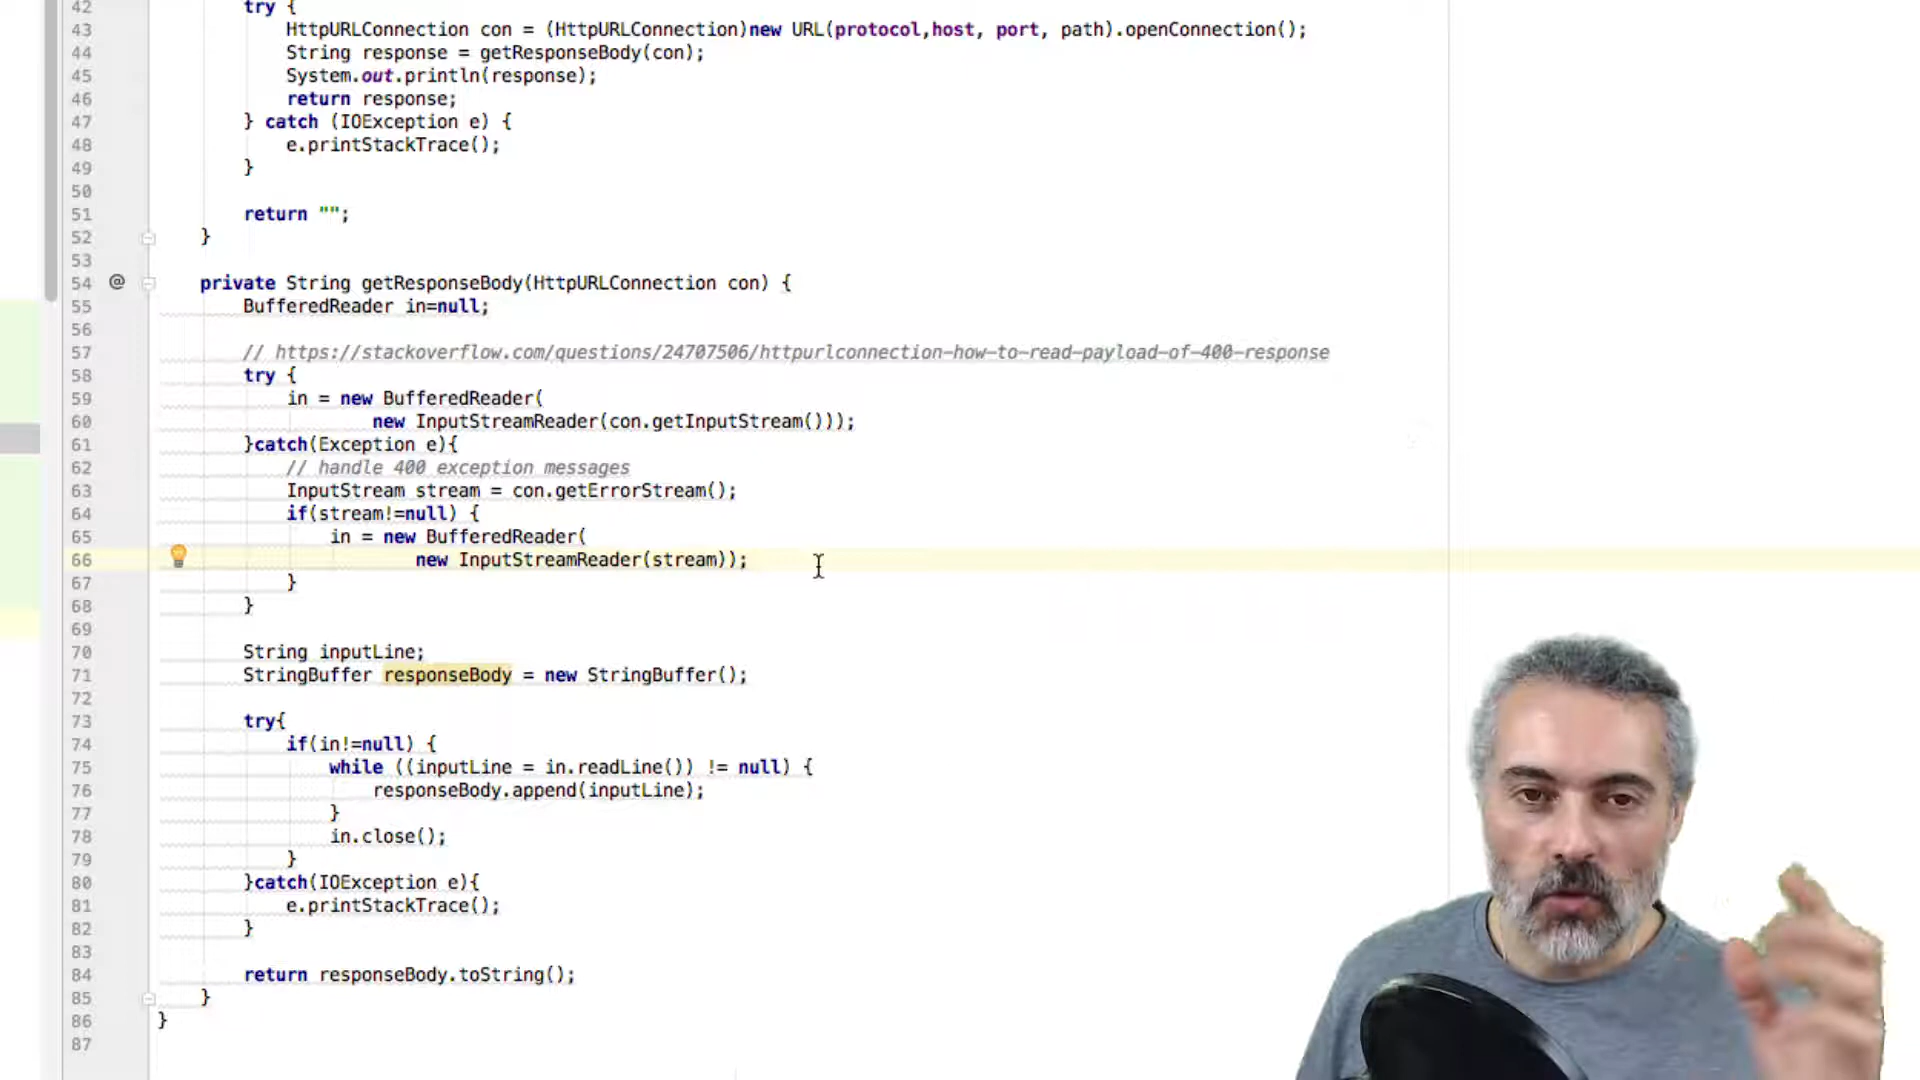 42 try {
43 HttpURLConnection con = (HttpURLConnection)new URL(protocol,host, port, path).openConnection();
44 String response = getResponseBody(con);
45 System.out.println(response);
46 return response;
47 } catch (IOException e) {
48 e.printStackTrace();
49 }
50
51 return "";
52 }
53
54 @ private String getResponseBody(HttpURLConnection con) {
55 BufferedReader in=null;
56
57 // https://stackoverflow.com/questions/24707506/httpurlconnection-how-to-read-payload-of-400-response
58 try {
59 in = new BufferedReader(
60 new InputStreamReader(con.getInputStream()));
61 }catch(Exception e){
62 // handle 400 exception messages
63 InputStream stream = con.getErrorStream();
64 if(stream!=null) {
65 in = new BufferedReader(
66 new InputStreamReader(stream));
67 }
68 }
69
70 String inputLine;
71 StringBuffer responseBody = new StringBuffer();
72
73 try{
74 if(in!=null) {
75 while ((inputLine = in.readLine()) != null) {
76 responseBody.append(inputLine);
77 }
78 in.close();
79 }
80 }catch(IOException e){
81 e.printStackTrace();
82 }
83
84 return responseBody.toString();
85 }
86 }
87